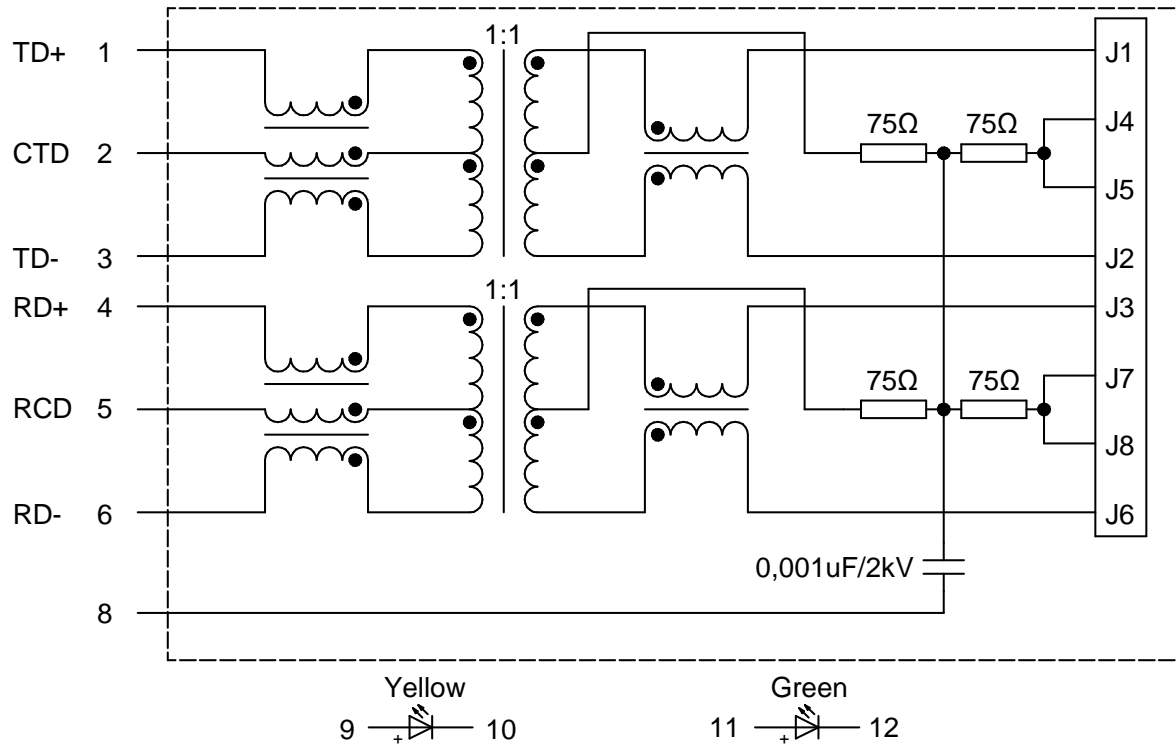 1:1
TD+ 1
J1
75Ω 75Ω
J4
CTD 2
J5
TD- 3
J2
1:1
RD+ 4
J3
75Ω 75Ω
J7
RCD 5
J8
RD- 6
J6
0,001uF/2kV
8
Yellow
9 + 10
Green
11 + 12